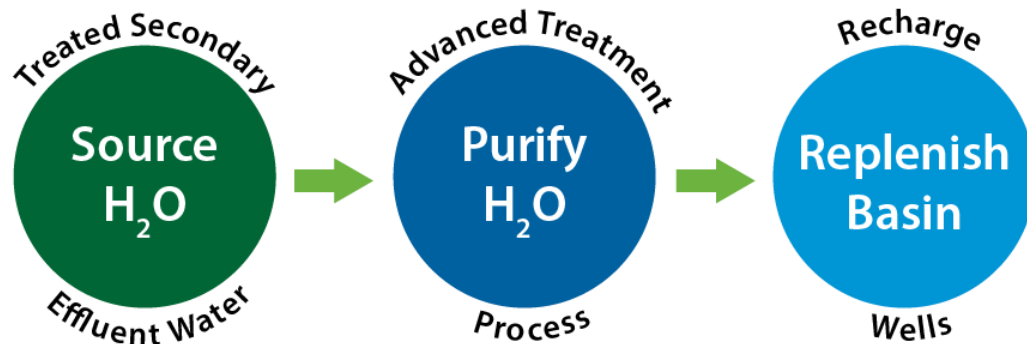 Treated Secondary
Source
H₂O
Effluent Water
Advanced Treatment
Purify
H₂O
Process
Recharge
Replenish
Basin
Wells